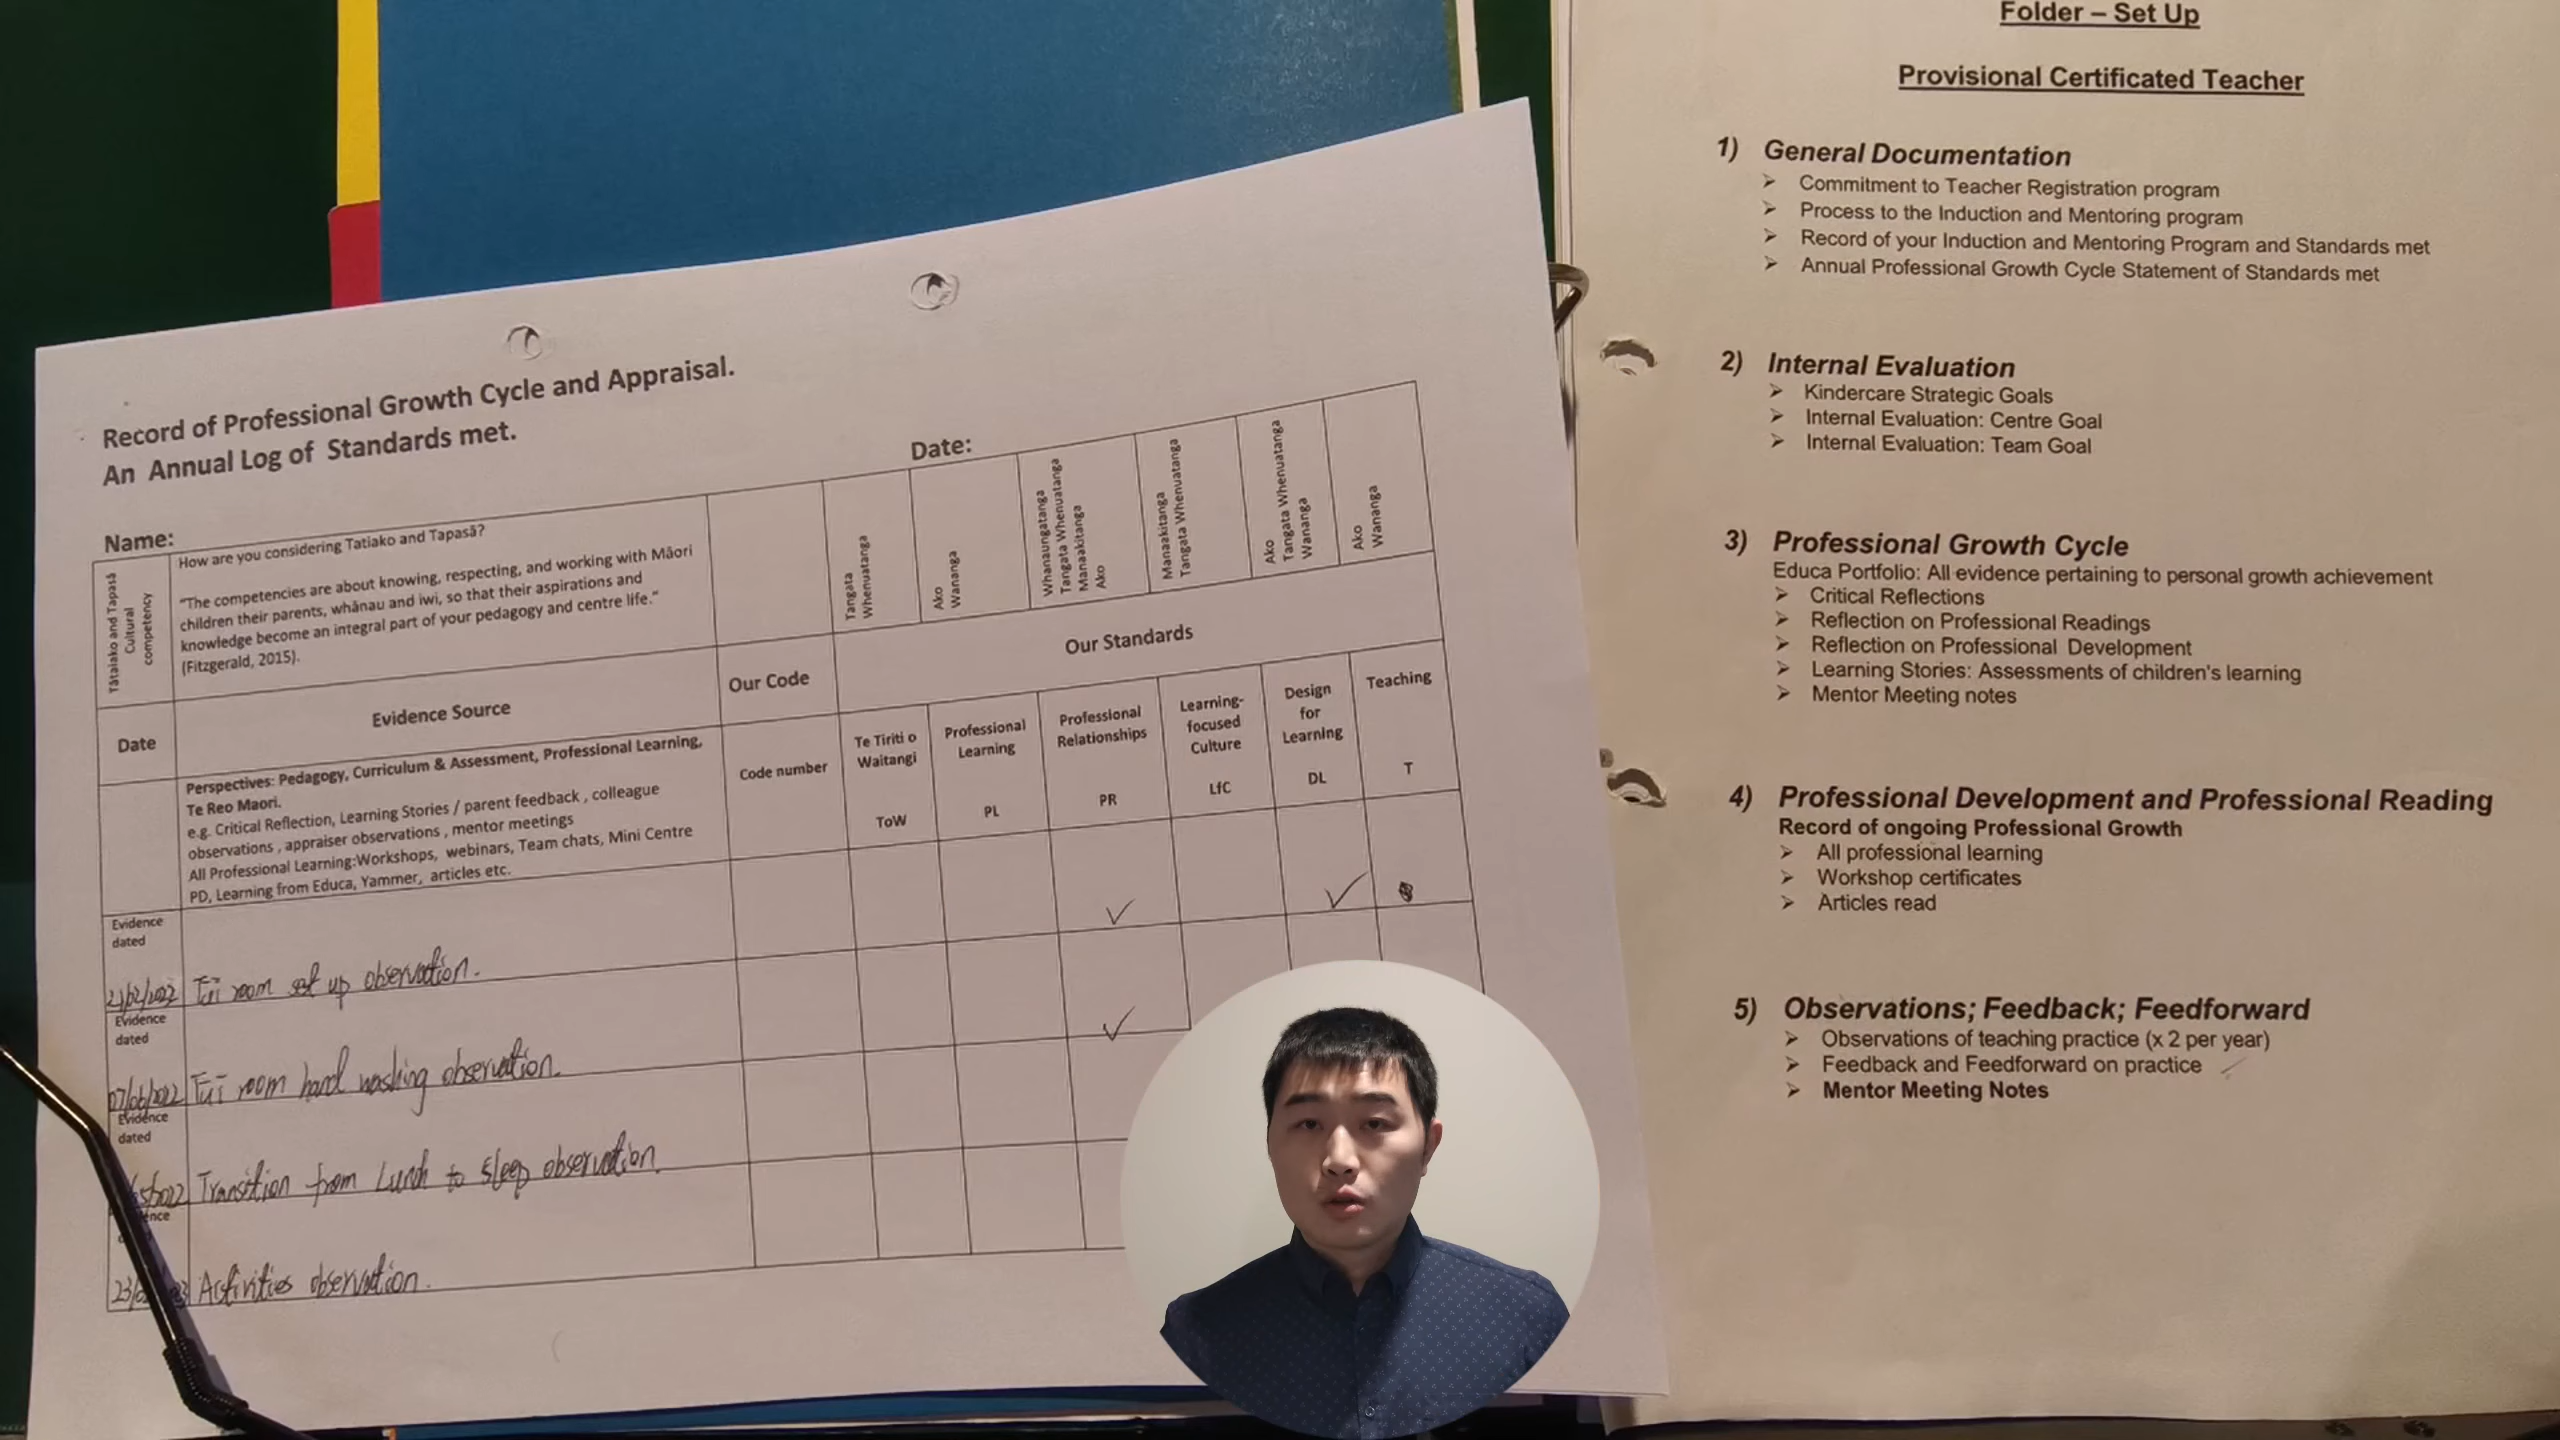 Record of Professional Growth Cycle and Appraisal.
An Annual Log of Standards met.
Date:
Name:
Tātaiako and Tapasā
Cultural
competency
How are you considering Tatiako and Tapasā?
"The competencies are about knowing, respecting, and working with Māori
children their parents, whānau and iwi, so that their aspirations and
knowledge become an integral part of your pedagogy and centre life."
(Fitzgerald, 2015).
Tangata
Whenuatanga
Ako
Wananga
Whanaungatanga
Tangata Whenuatanga
Manaakitanga
Ako
Manaakitanga
Tangata Whenuatanga
Ako
Tangata Whenuatanga
Wananga
Ako
Wananga
Our Code
Our Standards
Date
Evidence Source
Perspectives: Pedagogy, Curriculum & Assessment, Professional Learning,
Te Reo Maori.
e.g. Critical Reflection, Learning Stories / parent feedback , colleague
observations , appraiser observations , mentor meetings
All Professional Learning:Workshops, webinars, Team chats, Mini Centre
PD, Learning from Educa, Yammer, articles etc.
Code number
Te Tiriti o
Waitangi
ToW
Professional
Learning
PL
Professional
Relationships
PR
Learning-
focused
Culture
LfC
Design
for
Learning
DL
Teaching
T
Evidence
dated
Tūī room set up observation.
Evidence
dated
07/06/2022 Tūī room hand washing observation.
Evidence
dated
Transition from Lunch to sleep observation.
Activities observation.
Folder – Set Up
Provisional Certificated Teacher
1) General Documentation
➢ Commitment to Teacher Registration program
➢ Process to the Induction and Mentoring program
➢ Record of your Induction and Mentoring Program and Standards met
➢ Annual Professional Growth Cycle Statement of Standards met
2) Internal Evaluation
➢ Kindercare Strategic Goals
➢ Internal Evaluation: Centre Goal
➢ Internal Evaluation: Team Goal
3) Professional Growth Cycle
Educa Portfolio: All evidence pertaining to personal growth achievement
➢ Critical Reflections
➢ Reflection on Professional Readings
➢ Reflection on Professional Development
➢ Learning Stories: Assessments of children's learning
➢ Mentor Meeting notes
4) Professional Development and Professional Reading
Record of ongoing Professional Growth
➢ All professional learning
➢ Workshop certificates
➢ Articles read
5) Observations; Feedback; Feedforward
➢ Observations of teaching practice (x 2 per year)
➢ Feedback and Feedforward on practice
➢ Mentor Meeting Notes